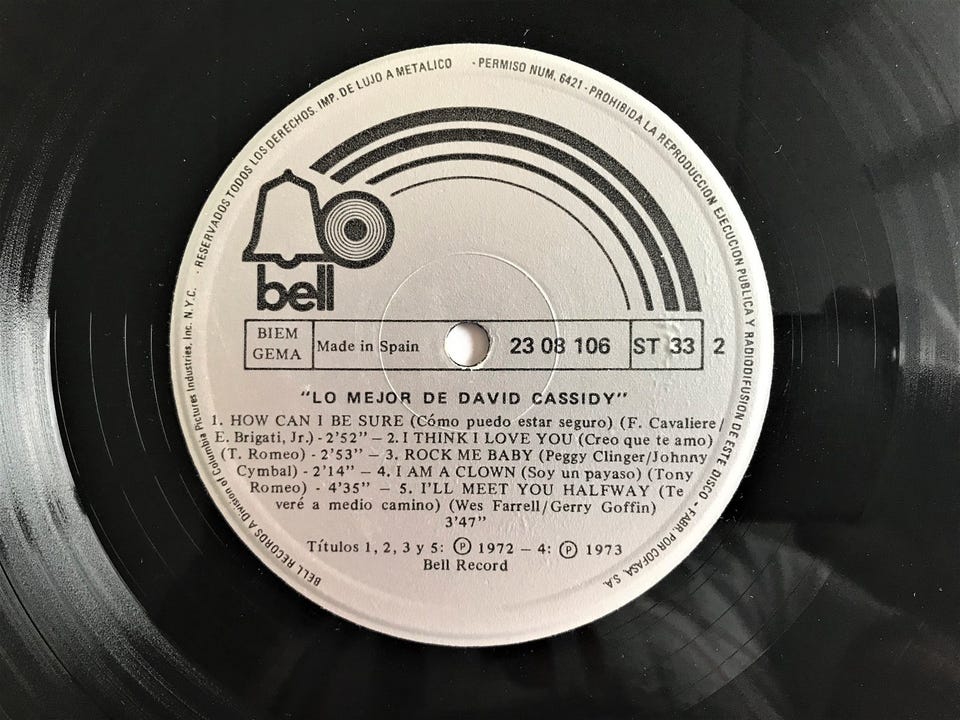 BELL RECORDS A Division of Columbia Pictures Industries, Inc. N.Y.C. · RESERVADOS TODOS LOS DERECHOS. IMP. DE LUJO A METALICO · PERMISO NUM. 6421 · PROHIBIDA LA REPRODUCCION EJECUCION PUBLICA Y RADIODIFUSION DE ESTE DISCO - FABR. POR COFASA, S.A.
bell
BIEM
GEMA
Made in Spain
23 08 106
ST 33
2
"LO MEJOR DE DAVID CASSIDY"
1. HOW CAN I BE SURE (Cómo puedo estar seguro) (F. Cavaliere/
E. Brigati, Jr.) - 2'52" – 2. I THINK I LOVE YOU (Creo que te amo)
(T. Romeo) - 2'53" – 3. ROCK ME BABY (Peggy Clinger/Johnny
Cymbal) - 2'14" – 4. I AM A CLOWN (Soy un payaso) (Tony
Romeo) - 4'35" – 5. I'LL MEET YOU HALFWAY (Te
veré a medio camino) (Wes Farrell/Gerry Goffin)
3'47"
Títulos 1, 2, 3 y 5: Ⓟ 1972 – 4: Ⓟ 1973
Bell Record